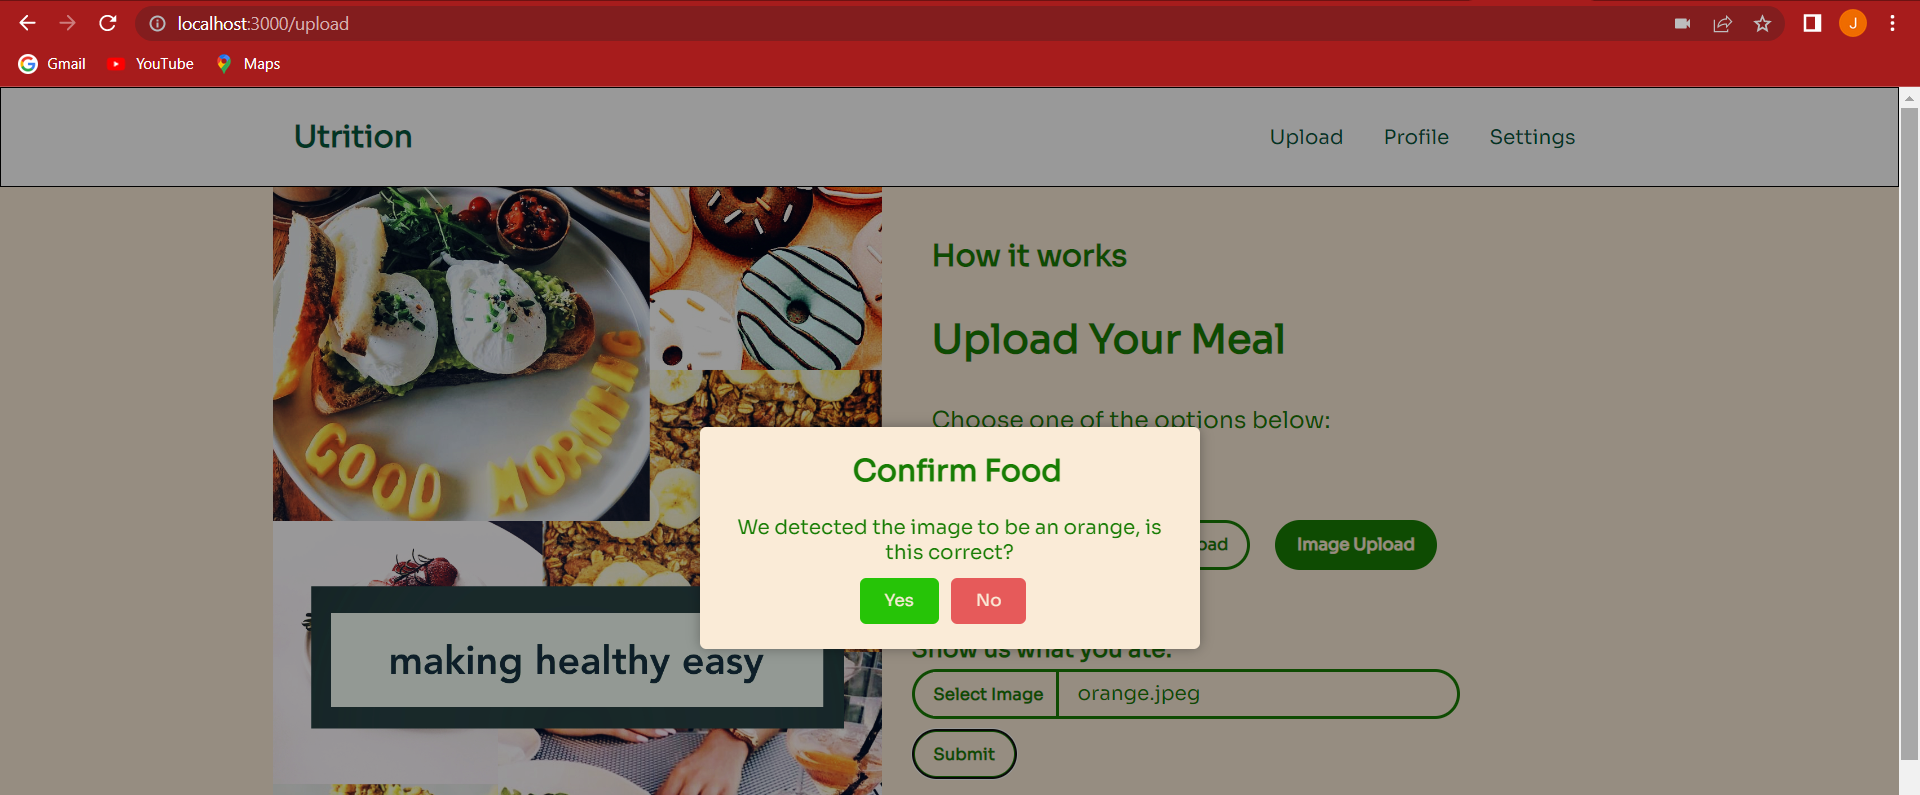 localhost:3000/upload
J
Gmail
YouTube
Maps
Utrition
Upload
Profile
Settings
How it works
Upload Your Meal
Choose one of the options below:
GOOD MORNING
Confirm Food
We detected the image to be an orange, is
this correct?
Yes
No
Image Upload
making healthy easy
Show us what you ate:
Select Image
orange.jpeg
Submit